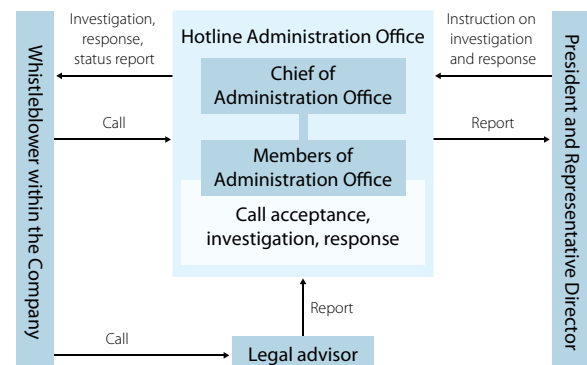 Whistleblower within the Company
Investigation,
response,
status report
Call
Hotline Administration Office
Chief of
Administration Office
Members of
Administration Office
Call acceptance,
investigation, response
Instruction on
investigation
and response
Report
President and Representative Director
Report
Call
Legal advisor